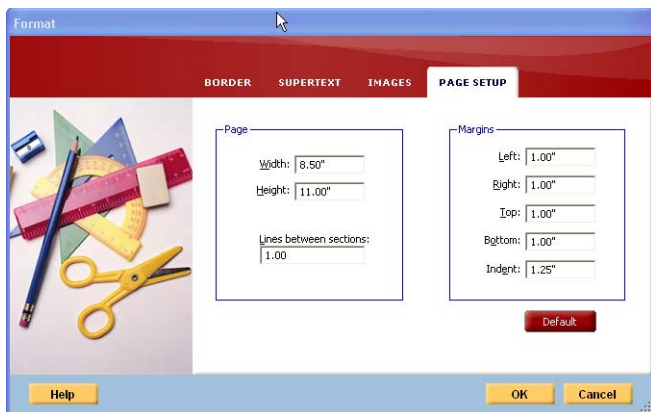 Format
BORDER SUPERTEXT IMAGES PAGE SETUP
Page
Width: 8.50"
Height: 11.00"
Lines between sections:
1.00
Margins
Left: 1.00"
Right: 1.00"
Top: 1.00"
Bottom: 1.00"
Indent: 1.25"
Default
Help OK Cancel